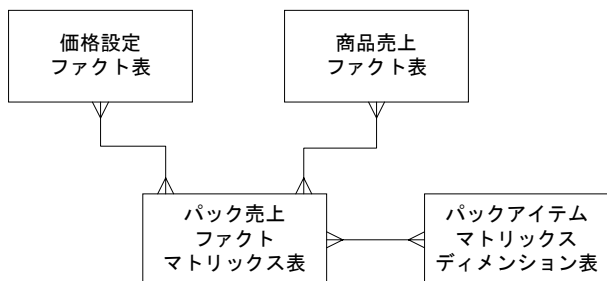 価格設定
ファクト表
商品売上
ファクト表
パック売上
ファクト
マトリックス表
パックアイテム
マトリックス
ディメンション表